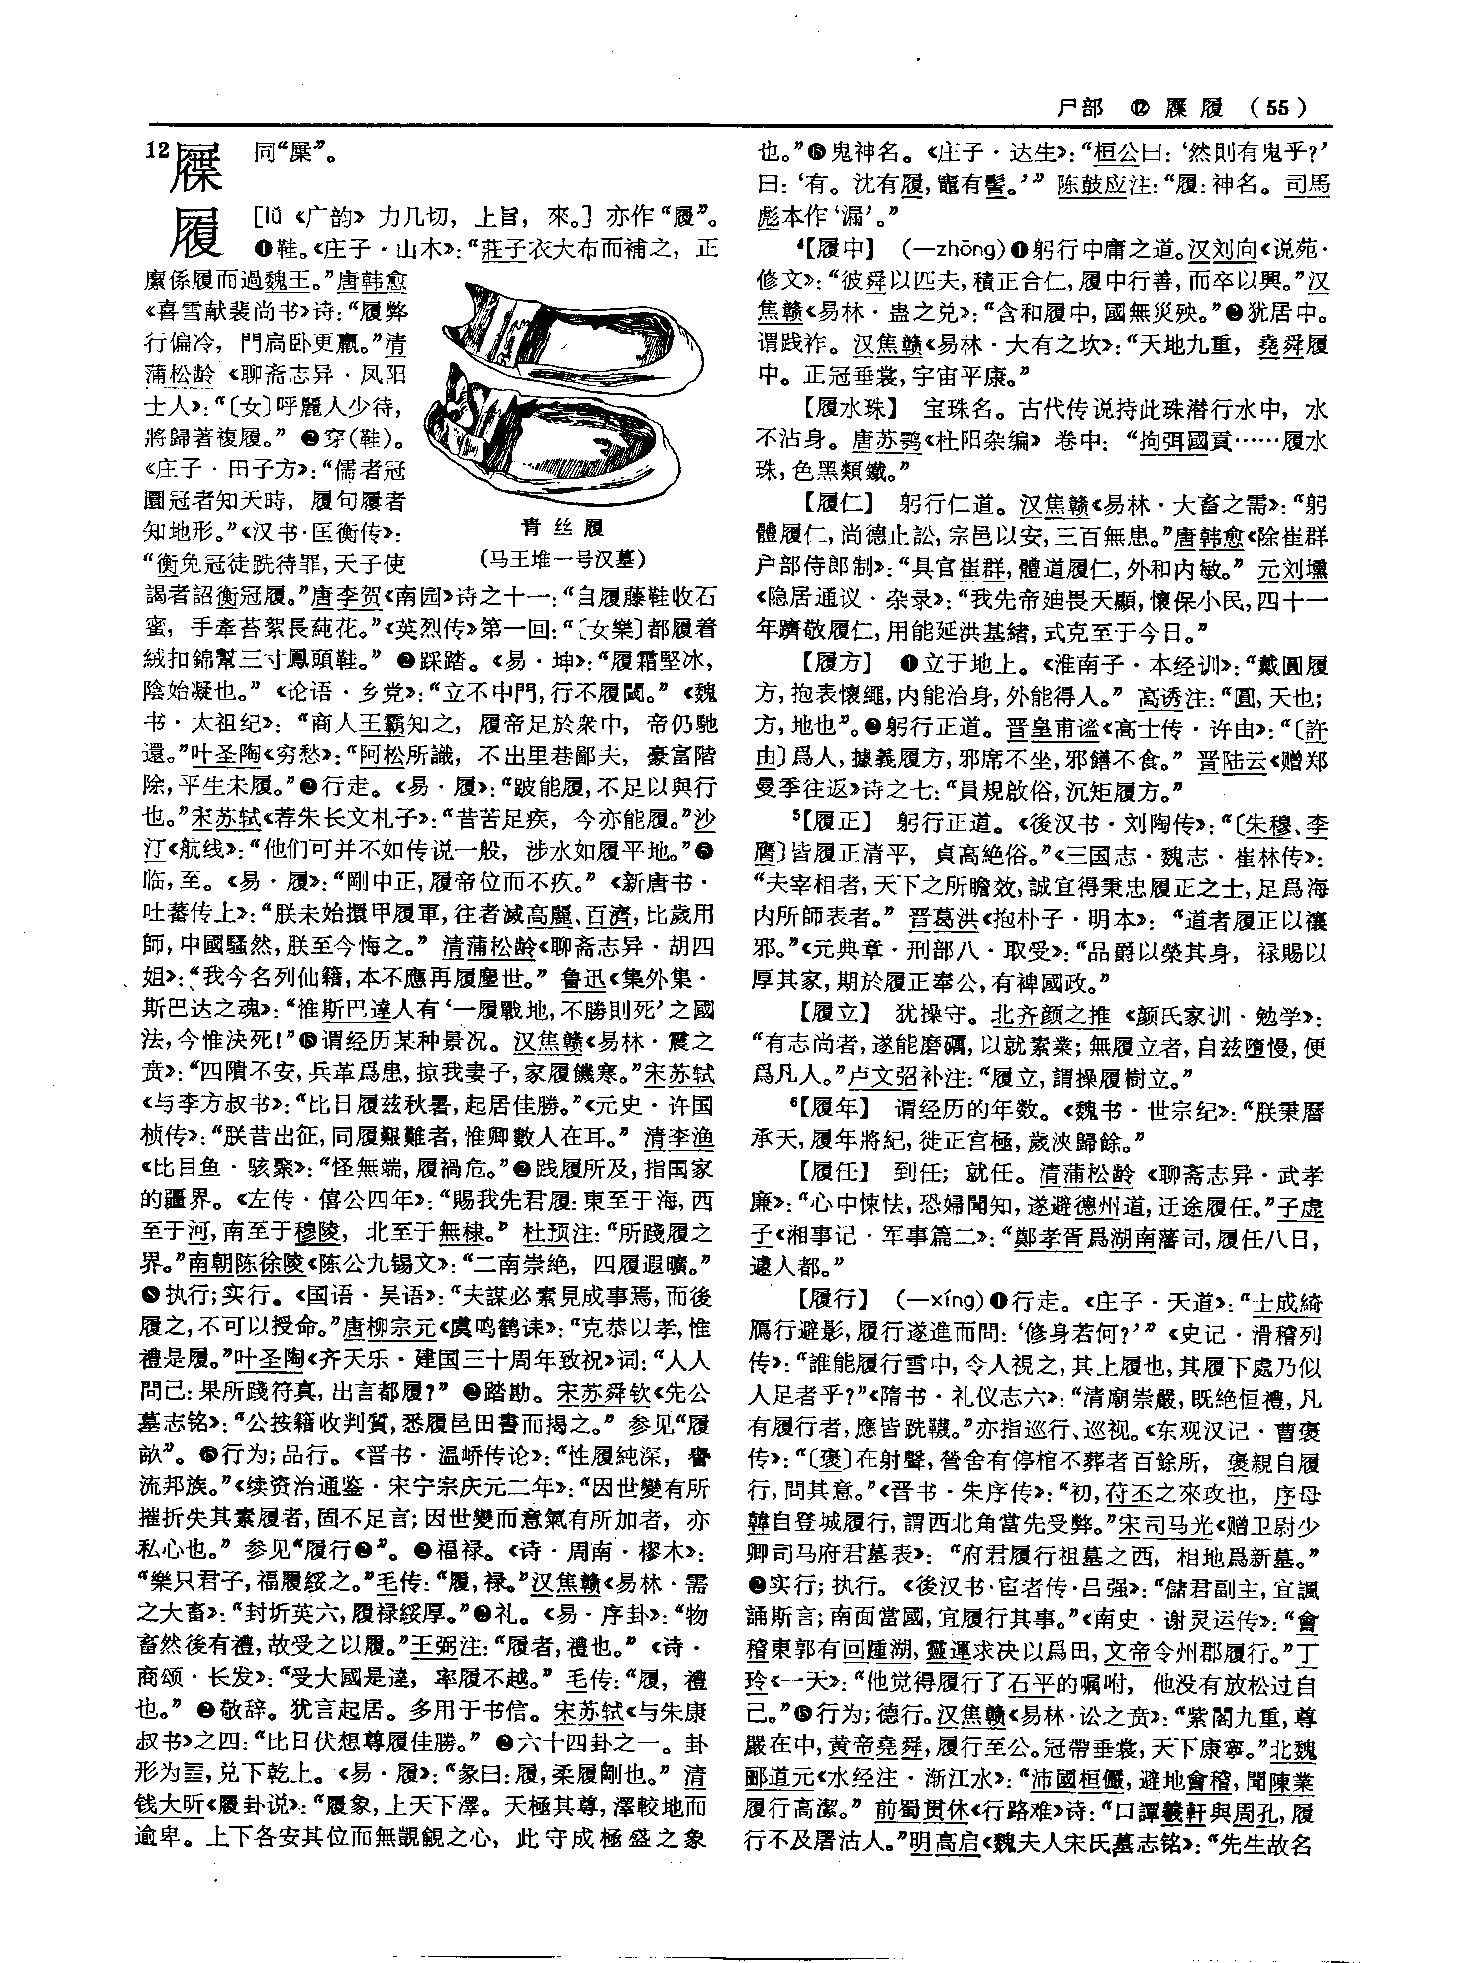 尸部 ⑫ 屧 履 (55)
12屧 同“屟”。
履 [lǚ《广韵》力几切，上旨，來。] 亦作“履”。
❶鞋。《庄子·山木》：“莊子衣大布而補之，正
緳係履而過魏王。”唐韩愈
《喜雪献裴尚书》诗：“履弊
行偏冷，門扃卧更羸。”清
蒲松龄《聊斋志异·凤阳
士人》：“〔女〕呼麗人少待，
將歸著複履。” ❷穿(鞋)。
《庄子·田子方》：“儒者冠
圜冠者知天時，履句屨者
知地形。”《汉书·匡衡传》：
“衡免冠徒跣待罪，天子使
青丝履
(马王堆一号汉墓)
謁者詔衡冠履。”唐李贺《南园》诗之十一：“自履藤鞋收石
蜜，手牽苔絮長蒓花。”《英烈传》第一回：“〔女樂〕都履着
絨扣錦幫三寸鳳頭鞋。” ❸踩踏。《易·坤》：“履霜堅冰，
陰始凝也。”《论语·乡党》：“立不中門，行不履閾。”《魏
书·太祖纪》：“商人王霸知之，履帝足於衆中，帝仍馳
還。”叶圣陶《穷愁》：“阿松所識，不出里巷鄙夫，豪富階
除，平生未履。”❹行走。《易·履》：“跛能履，不足以與行
也。”宋苏轼《荐朱长文札子》：“昔苦足疾，今亦能履。”沙
汀《航线》：“他们可并不如传说一般，涉水如履平地。”❺
临，至。《易·履》：“剛中正，履帝位而不疚。”《新唐书·
吐蕃传上》：“朕未始擐甲履軍，往者滅高麗、百濟，比歲用
師，中國騷然，朕至今悔之。” 清蒲松龄《聊斋志异·胡四
姐》：“我今名列仙籍，本不應再履塵世。” 鲁迅《集外集·
斯巴达之魂》：“惟斯巴達人有‘一履戰地，不勝則死’之國
法，今惟決死！”❻谓经历某种景况。汉焦赣《易林·震之
贲》：“四隤不安，兵革爲患，掠我妻子，家履饑寒。”宋苏轼
《与李方叔书》：“比日履兹秋暑，起居佳勝。”《元史·许国
桢传》：“朕昔出征，同履艱難者，惟卿數人在耳。” 清李渔
《比目鱼·骇聚》：“怪無端，履禍危。”❼践履所及，指国家
的疆界。《左传·僖公四年》：“賜我先君履：東至于海，西
至于河，南至于穆陵，北至于無棣。” 杜预注：“所踐履之
界。”南朝陈徐陵《陈公九锡文》：“二南崇絶，四履遐曠。”
❽执行；实行。《国语·吴语》：“夫謀必素見成事焉，而後
履之，不可以授命。”唐柳宗元《虞鸣鹤诔》：“克恭以孝，惟
禮是履。”叶圣陶《齐天乐·建国三十周年致祝》词：“人人
問己：果所踐符真，出言都履？” ❾踏勘。宋苏舜钦《先公
墓志铭》：“公按籍收判質，悉履邑田書而揭之。” 参见“履
畝”。❿行为；品行。《晋书·温峤传论》：“性履純深，譽
流邦族。”《续资治通鉴·宋宁宗庆元二年》：“因世變有所
摧折失其素履者，固不足言；因世變而意氣有所加者，亦
私心也。” 参见“履行❸”。⓫福禄。《诗·周南·樛木》：
“樂只君子，福履綏之。”毛传：“履，禄。”汉焦赣《易林·需
之大畜》：“封圻英六，履禄綏厚。”⓬礼。《易·序卦》：“物
畜然後有禮，故受之以履。”王弼注：“履者，禮也。”《诗·
商颂·长发》：“受大國是達，率履不越。” 毛传：“履，禮
也。” ⓭敬辞。犹言起居。多用于书信。宋苏轼《与朱康
叔书》之四：“比日伏想尊履佳勝。” ⓮六十四卦之一。卦
形为䷉，兑下乾上。《易·履》：“彖曰：履，柔履剛也。” 清
钱大昕《履卦说》：“履象，上天下澤。天極其尊，澤較地而
逾卑。上下各安其位而無覬覦之心，此守成極盛之象
也。”⓯鬼神名。《庄子·达生》：“桓公曰：‘然則有鬼乎？’
曰：‘有。沈有履，竈有髻。’” 陈鼓应注：“履：神名。司馬
彪本作‘漏’。”
4【履中】 (—zhōng)❶躬行中庸之道。汉刘向《说苑·
修文》：“彼舜以匹夫，積正合仁，履中行善，而卒以興。”汉
焦赣《易林·蛊之兑》：“含和履中，國無災殃。”❷犹居中。
谓践祚。汉焦赣《易林·大有之坎》：“天地九重，堯舜履
中。正冠垂裳，宇宙平康。”
【履水珠】 宝珠名。古代传说持此珠潜行水中，水
不沾身。唐苏鹗《杜阳杂编》卷中：“拘弭國貢……履水
珠，色黑類鐵。”
【履仁】 躬行仁道。汉焦赣《易林·大畜之需》：“躬
體履仁，尚德止訟，宗邑以安，三百無患。”唐韩愈《除崔群
户部侍郎制》：“具官崔群，體道履仁，外和内敏。” 元刘壎
《隐居通议·杂录》：“我先帝廸畏天顯，懷保小民，四十一
年躋敬履仁，用能延洪基緒，式克至于今日。”
【履方】 ❶立于地上。《淮南子·本经训》：“戴圓履
方，抱表懷繩，内能治身，外能得人。” 高诱注：“圓，天也；
方，地也”。❷躬行正道。晋皇甫谧《高士传·许由》：“〔許
由〕爲人，據義履方，邪席不坐，邪饍不食。” 晋陆云《赠郑
曼季往返》诗之七：“員規啟俗，沉矩履方。”
5【履正】 躬行正道。《後汉书·刘陶传》：“〔朱穆、李
膺〕皆履正清平，貞高絶俗。”《三国志·魏志·崔林传》：
“夫宰相者，天下之所瞻效，誠宜得秉忠履正之士，足爲海
内所師表者。” 晋葛洪《抱朴子·明本》：“道者履正以禳
邪。”《元典章·刑部八·取受》：“品爵以榮其身，禄賜以
厚其家，期於履正奉公，有裨國政。”
【履立】 犹操守。北齐颜之推《颜氏家训·勉学》：
“有志尚者，遂能磨礪，以就素業；無履立者，自兹墮慢，便
爲凡人。”卢文弨补注：“履立，謂操履樹立。”
6【履年】 谓经历的年数。《魏书·世宗纪》：“朕秉曆
承天，履年將紀，徙正宫極，歲浹歸餘。”
【履任】 到任；就任。清蒲松龄《聊斋志异·武孝
廉》：“心中悚怯，恐婦聞知，遂避德州道，迂途履任。”子虚
子《湘事记·军事篇二》：“鄭孝胥爲湖南藩司，履任八日，
遽入都。”
【履行】 (—xíng)❶行走。《庄子·天道》：“士成綺
鴈行避影，履行遂進而問：‘修身若何？’”《史记·滑稽列
传》：“誰能履行雪中，令人視之，其上履也，其履下處乃似
人足者乎？”《隋书·礼仪志六》：“清廟崇嚴，既絶恒禮，凡
有履行者，應皆跣韤。”亦指巡行、巡视。《东观汉记·曹褒
传》：“〔褒〕在射聲，營舍有停棺不葬者百餘所，褒親自履
行，問其意。”《晋书·朱序传》：“初，苻丕之來攻也，序母
韓自登城履行，謂西北角當先受弊。”宋司马光《赠卫尉少
卿司马府君墓表》：“府君履行祖墓之西，相地爲新墓。”
❷实行；执行。《後汉书·宦者传·吕强》：“儲君副主，宜諷
誦斯言；南面當國，宜履行其事。”《南史·谢灵运传》：“會
稽東郭有回踵湖，靈運求決以爲田，文帝令州郡履行。”丁
玲《一天》：“他觉得履行了石平的嘱咐，他没有放松过自
己。”❸行为；德行。汉焦赣《易林·讼之贲》：“紫閣九重，尊
嚴在中，黄帝堯舜，履行至公。冠帶垂裳，天下康寧。”北魏
郦道元《水经注·渐江水》：“沛國桓儼，避地會稽，聞陳業
履行高潔。” 前蜀贯休《行路难》诗：“口譚羲軒與周孔，履
行不及屠沽人。”明高启《魏夫人宋氏墓志铭》：“先生故名